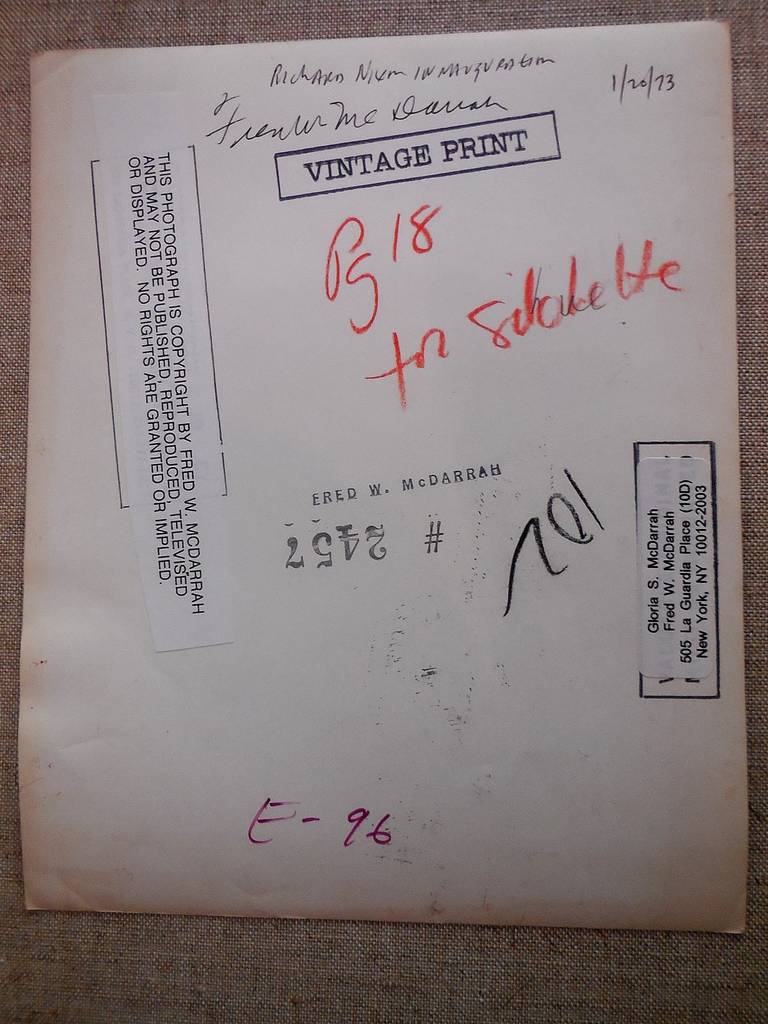 Richard Nixon INAUGURATION
1/20/73
Fred W. McDarrah
VINTAGE PRINT
THIS PHOTOGRAPH IS COPYRIGHT BY FRED W. MCDARRAH
AND MAY NOT BE PUBLISHED, REPRODUCED, TELEVISED
OR DISPLAYED. NO RIGHTS ARE GRANTED OR IMPLIED.
Pg 18
for Silhouette
FRED W. McDARRAH
# 2457
701
Gloria S. McDarrah
Fred W. McDarrah
505 La Guardia Place (10D)
New York, NY 10012-2003
E-96